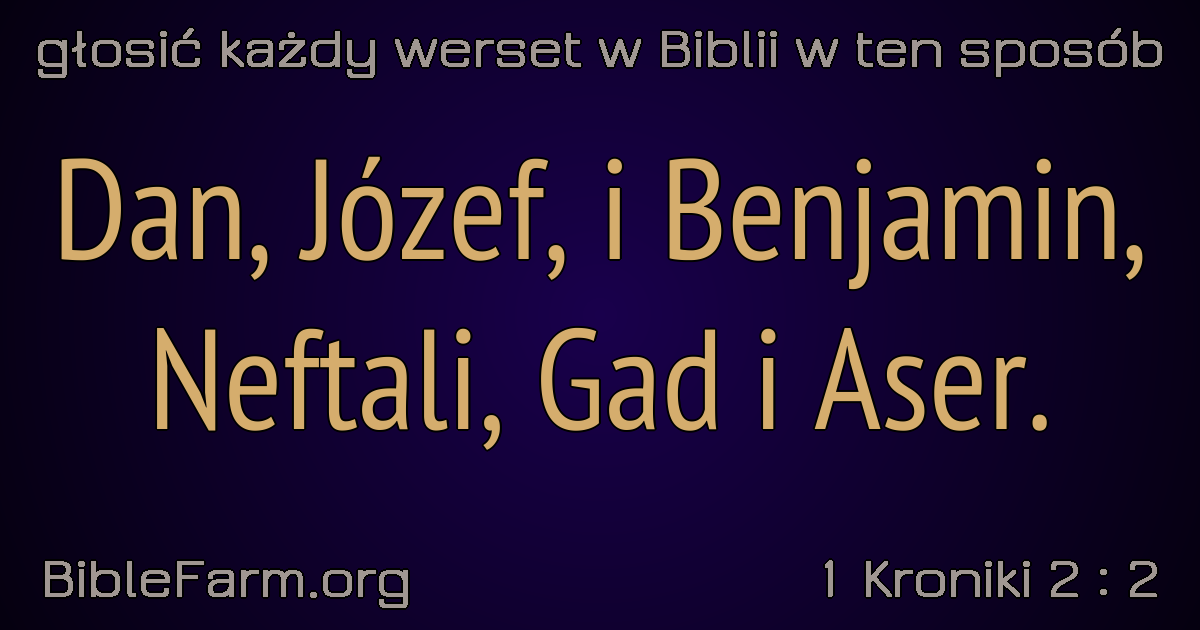 głosić każdy werset w Biblii w ten sposób
Dan, Józef, i Benjamin,
Neftali, Gad i Aser.
BibleFarm.org
1 Kroniki 2 : 2